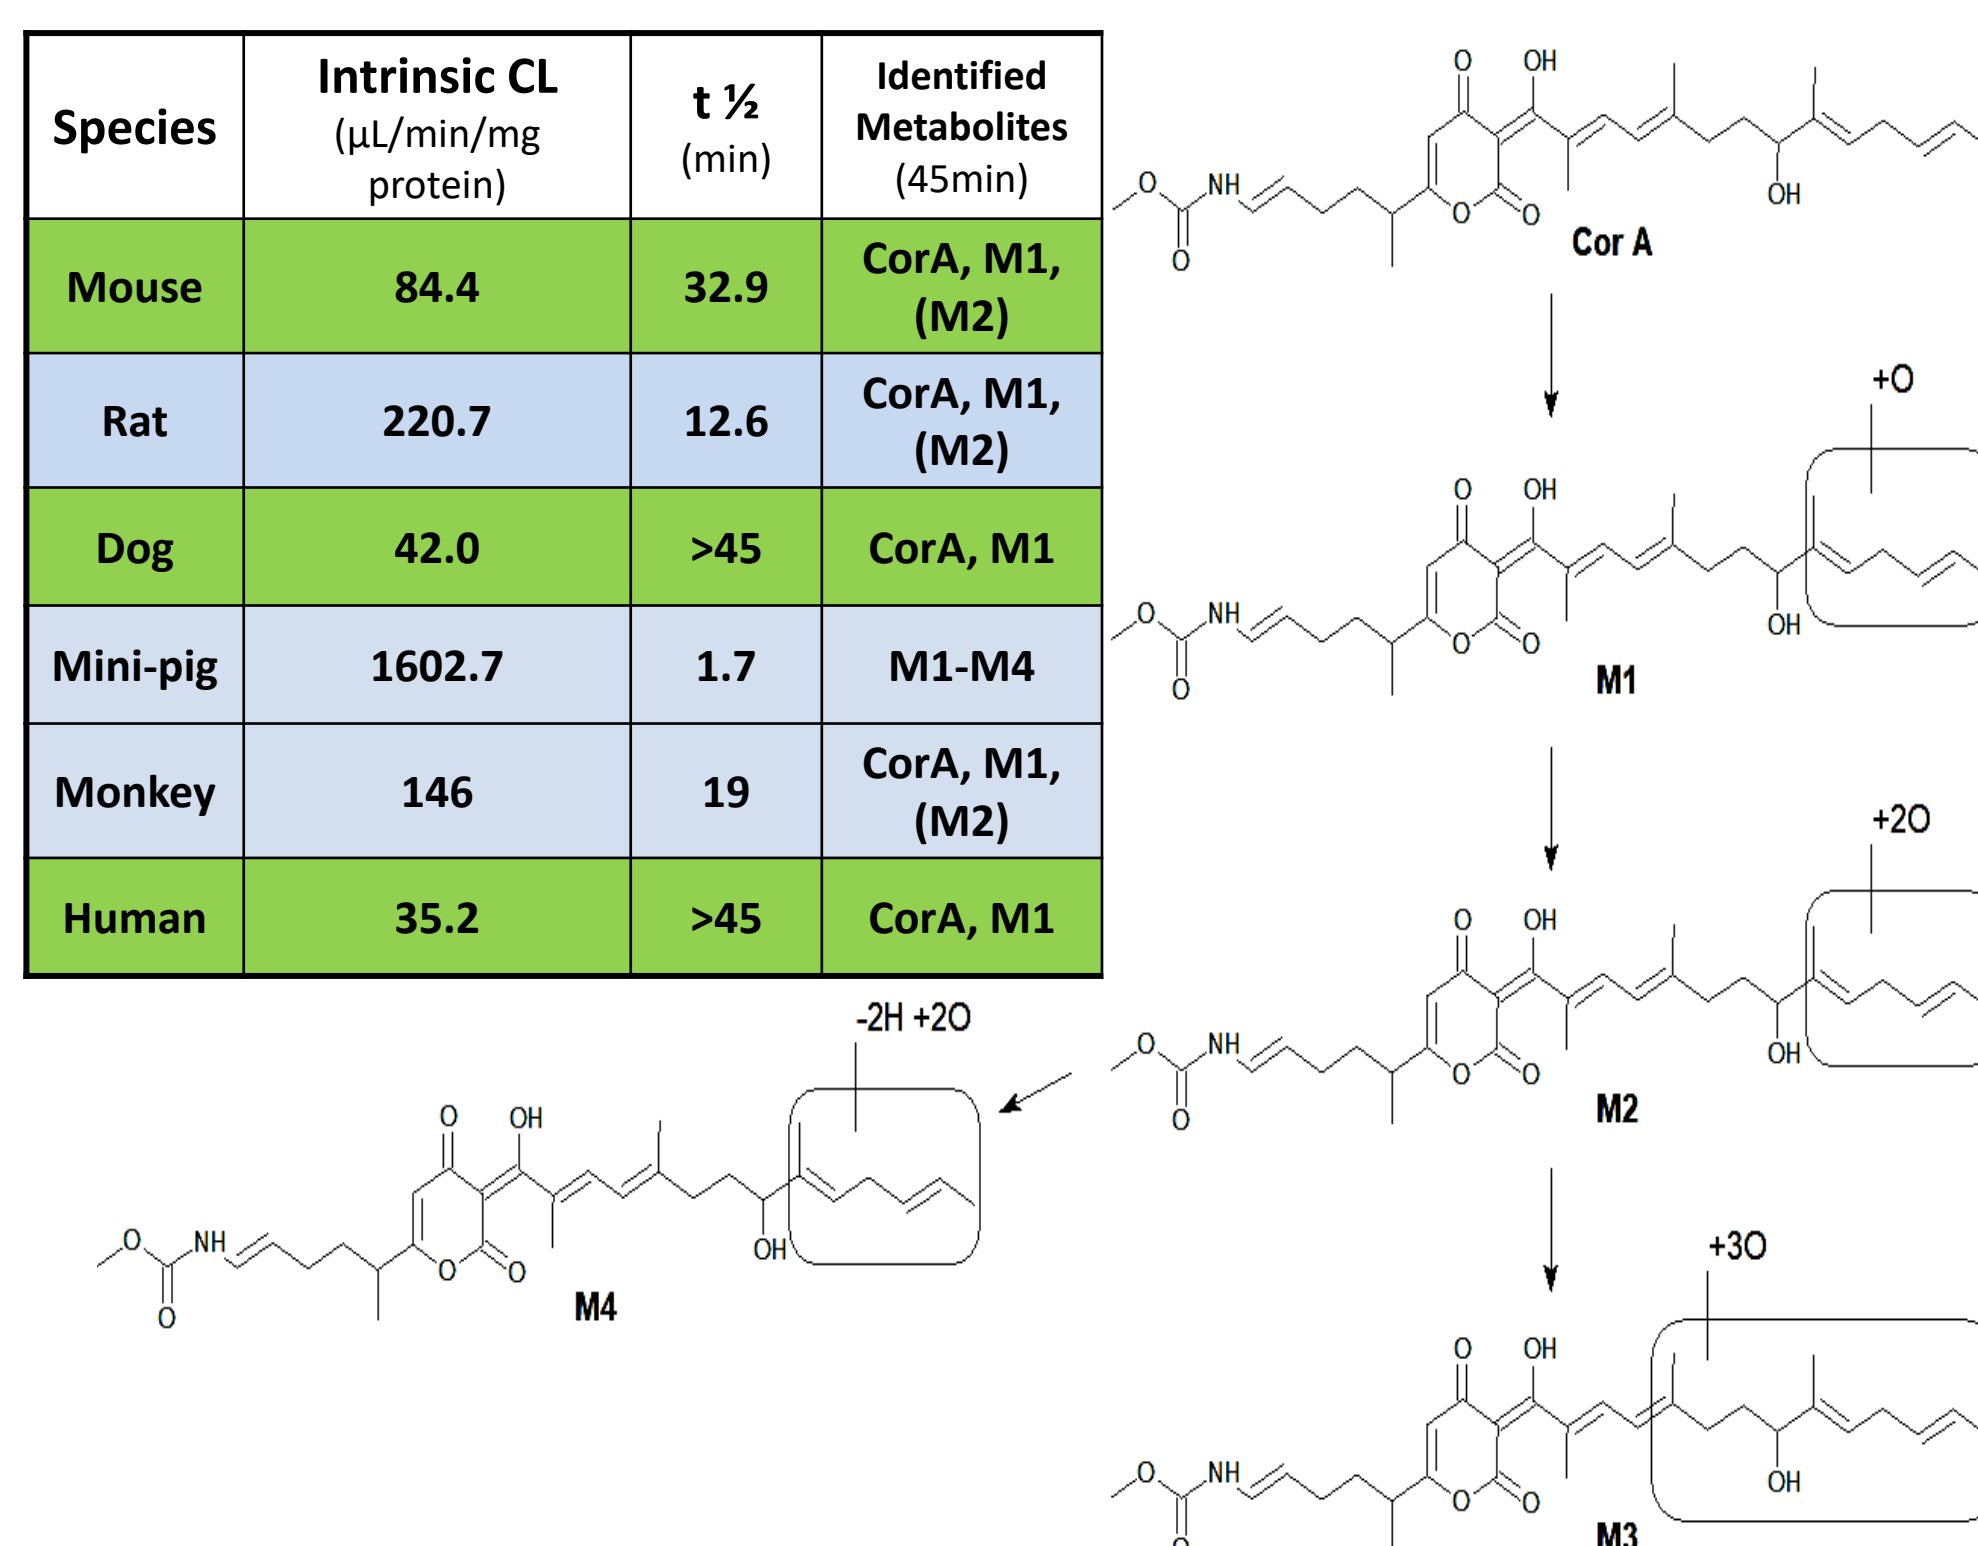 Species
Intrinsic CL
(µL/min/mg
protein)
t ½
(min)
Identified
Metabolites
(45min)
Mouse
84.4
32.9
CorA, M1,
(M2)
Rat
220.7
12.6
CorA, M1,
(M2)
Dog
42.0
>45
CorA, M1
Mini-pig
1602.7
1.7
M1-M4
Monkey
146
19
CorA, M1,
(M2)
Human
35.2
>45
CorA, M1
O
OH
O
NH
O
O
O
OH
Cor A
+O
O
OH
O
NH
O
O
O
OH
M1
+2O
O
OH
O
NH
O
O
O
OH
M2
-2H +2O
O
OH
O
NH
O
O
O
OH
M4
+3O
O
OH
O
NH
O
O
O
OH
M3